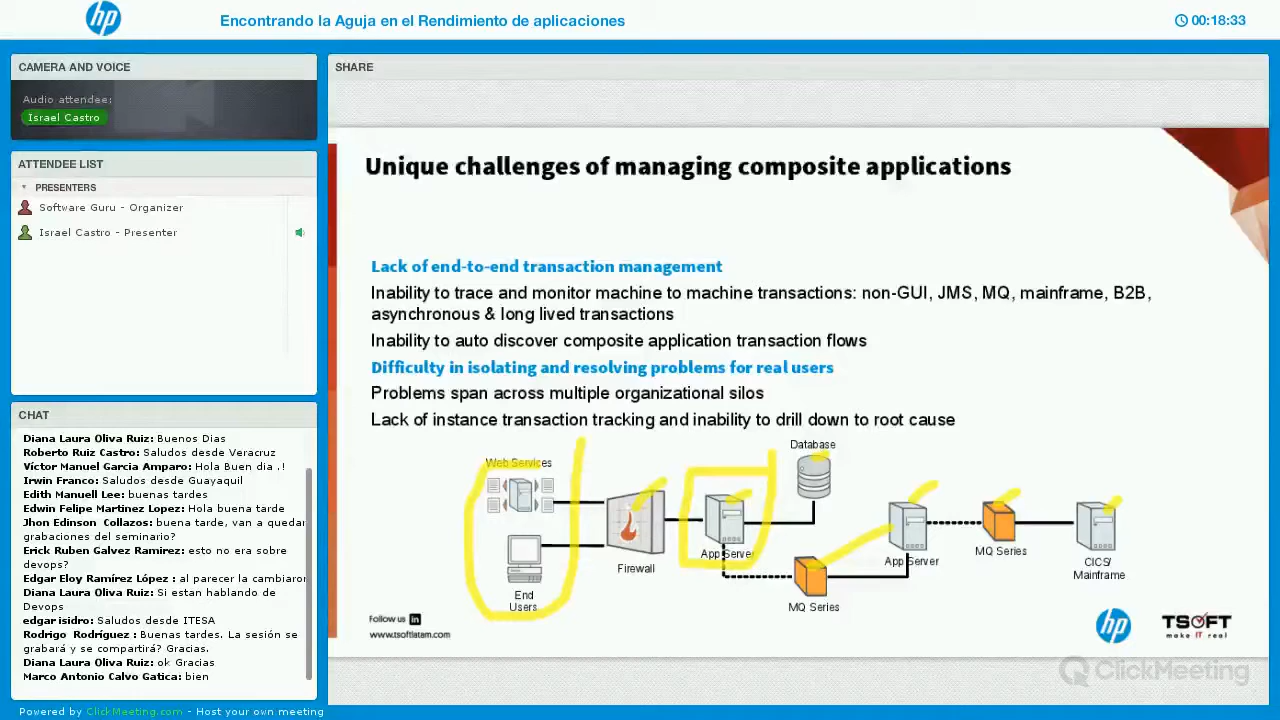 hp
Encontrando la Aguja en el Rendimiento de aplicaciones
00:18:33
CAMERA AND VOICE
Audio attendee:
Israel Castro
ATTENDEE LIST
PRESENTERS
Software Guru - Organizer
Israel Castro - Presenter
CHAT
Diana Laura Oliva Ruiz: Buenos Dias
Roberto Ruiz Castro: Saludos desde Veracruz
Víctor Manuel Garcia Amparo: Hola Buen dia .!
Irwin Franco: Saludos desde Guayaquil
Edith Manuell Lee: buenas tardes
Edwin Felipe Martinez Lopez: Hola buena tarde
Jhon Edinson Collazos: buena tarde, van a quedar
grabaciones del seminario?
Erick Ruben Galvez Ramirez: esto no era sobre
devops?
Edgar Eloy Ramírez López : al parecer la cambiaron
Diana Laura Oliva Ruiz: Si estan hablando de
Devops
edgar isidro: Saludos desde ITESA
Rodrigo Rodríguez : Buenas tardes. La sesión se
grabará y se compartirá? Gracias.
Diana Laura Oliva Ruiz: ok Gracias
Marco Antonio Calvo Gatica: bien
Powered by ClickMeeting.com - Host your own meeting
SHARE
Unique challenges of managing composite applications
Lack of end-to-end transaction management
Inability to trace and monitor machine to machine transactions: non-GUI, JMS, MQ, mainframe, B2B,
asynchronous & long lived transactions
Inability to auto discover composite application transaction flows
Difficulty in isolating and resolving problems for real users
Problems span across multiple organizational silos
Lack of instance transaction tracking and inability to drill down to root cause
Web Services
End
Users
Firewall
App Server
Database
MQ Series
App Server
MQ Series
CICS/
Mainframe
Follow us in
www.tsoftlatam.com
hp
TSOFT
make IT real
ClickMeeting